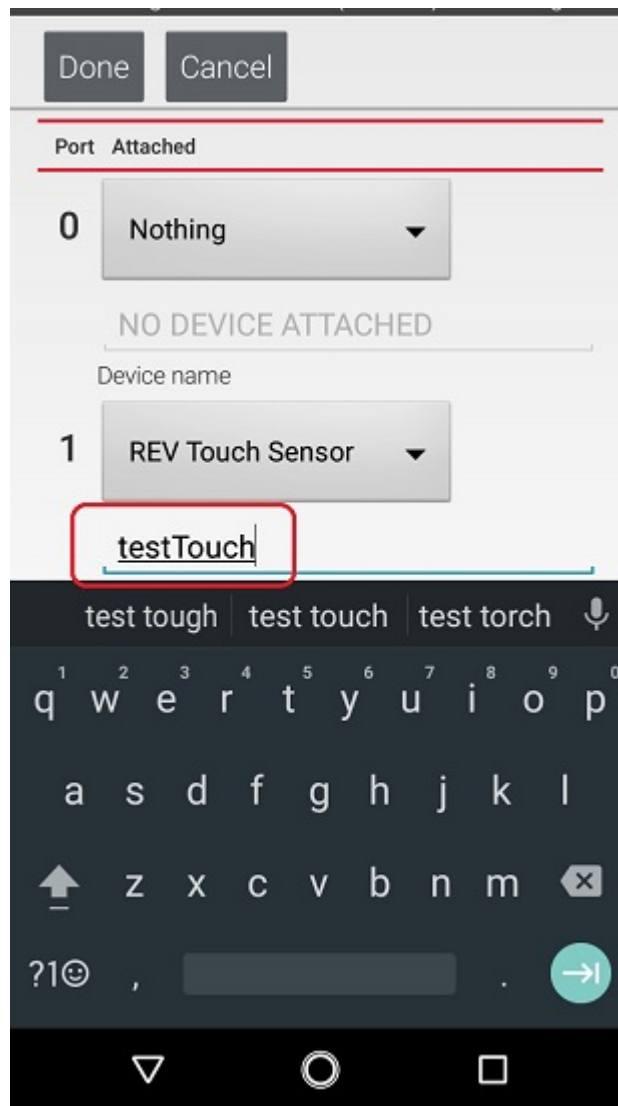 Done Cancel
Port Attached
0 Nothing
NO DEVICE ATTACHED
Device name
1 REV Touch Sensor
testTouch
test tough test touch test torch
1 2 3 4 5 6 7 8 9 0
q w e r t y u i o p
a s d f g h j k l
z x c v b n m
?1☺ , .